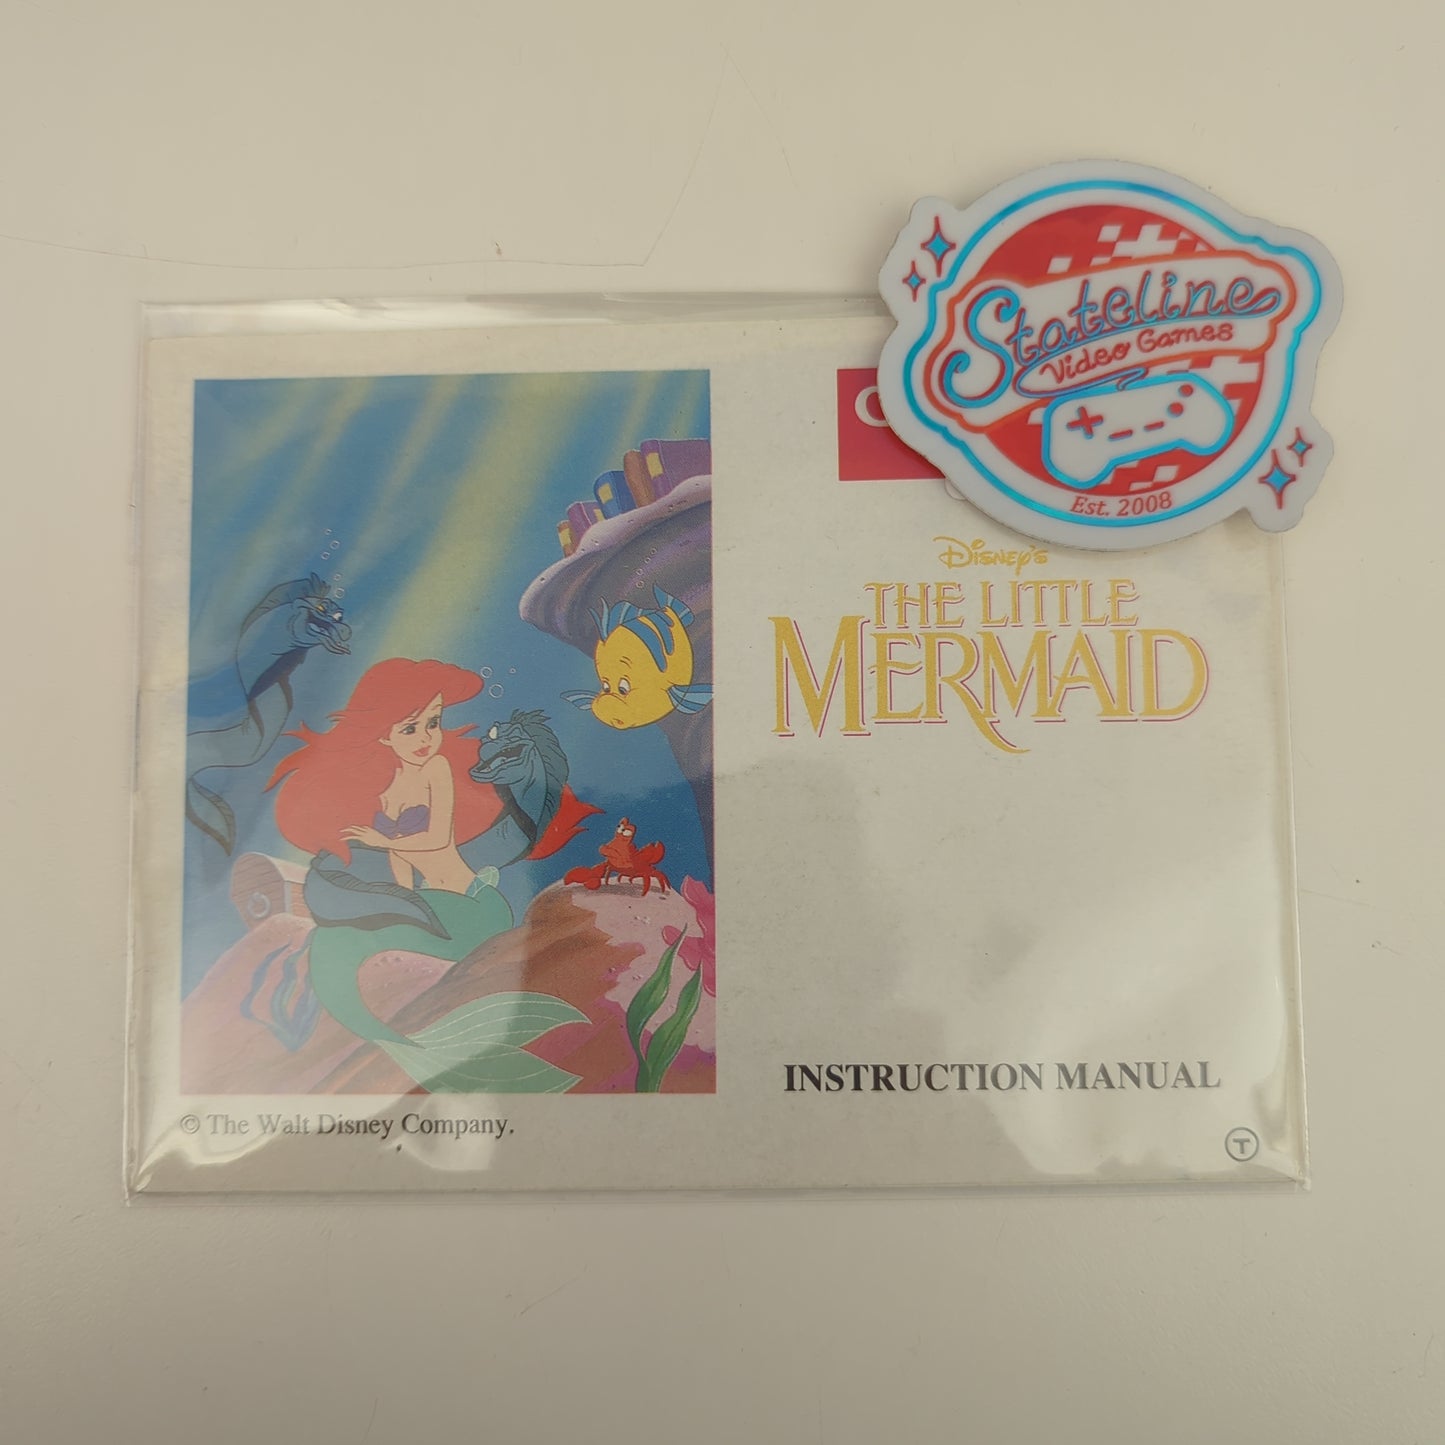 Stateline
Video Games
Est. 2008
Disney's
THE LITTLE
MERMAID
INSTRUCTION MANUAL
© The Walt Disney Company.
T